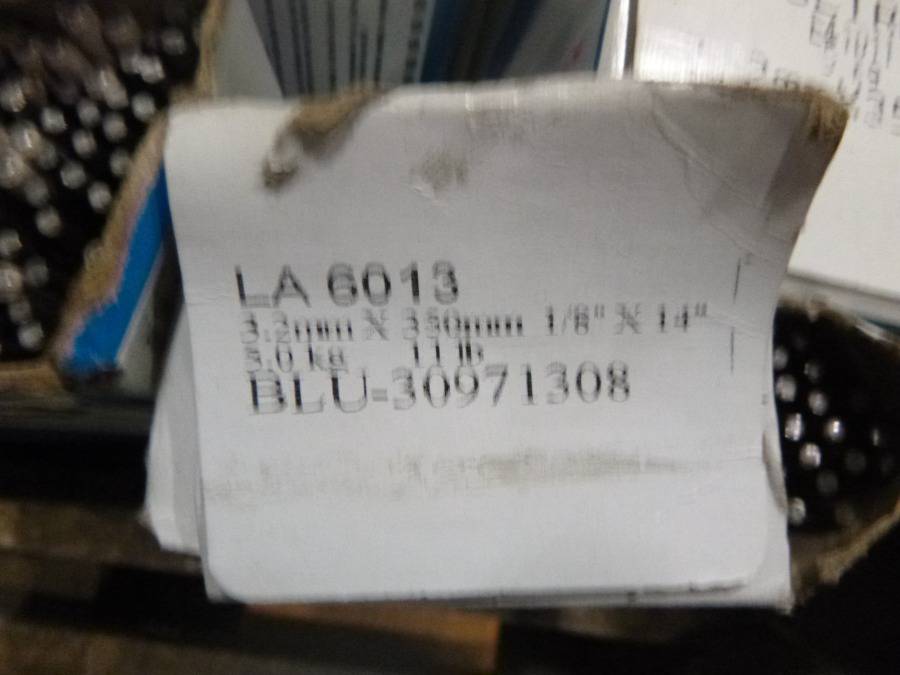 LA 6013
3.2mm X 350mm 1/8" X 14"
5.0 kg 11 lb
BLU-30971308